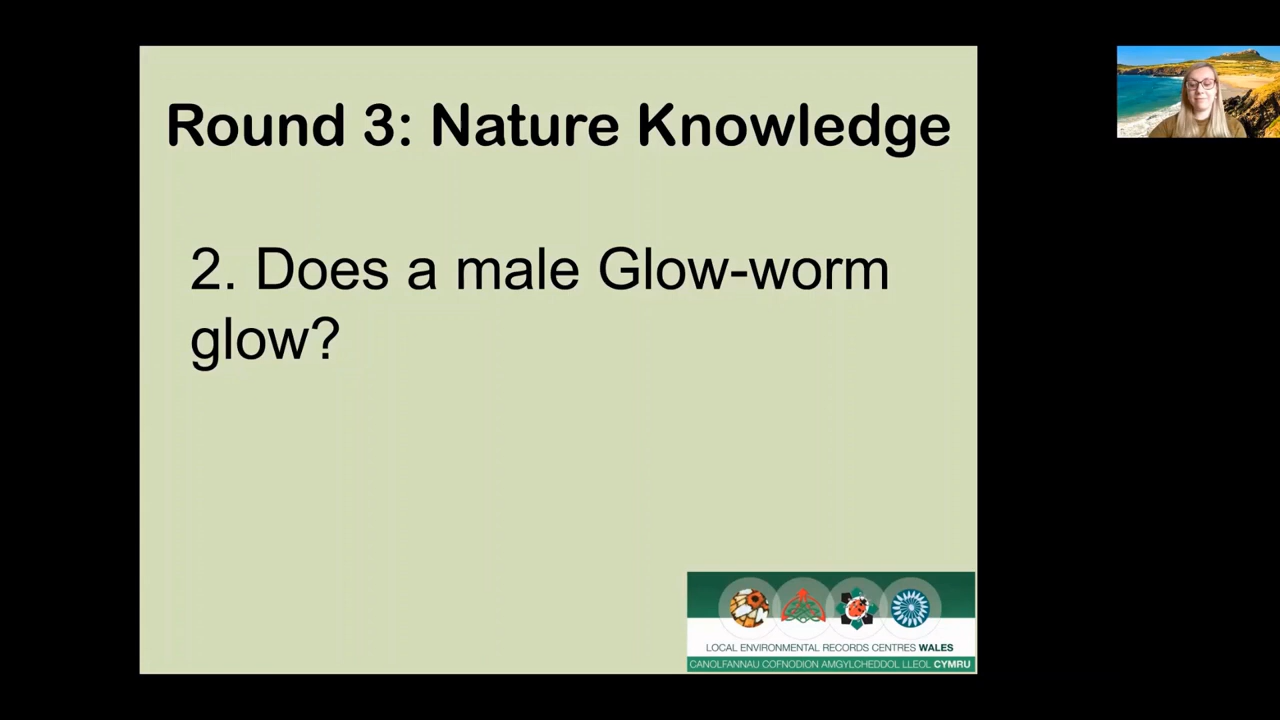 Round 3: Nature Knowledge
2. Does a male Glow-worm
glow?
LOCAL ENVIRONMENTAL RECORDS CENTRES WALES
CANOLFANNAU COFNODION AMGYLCHEDDOL LLEOL CYMRU